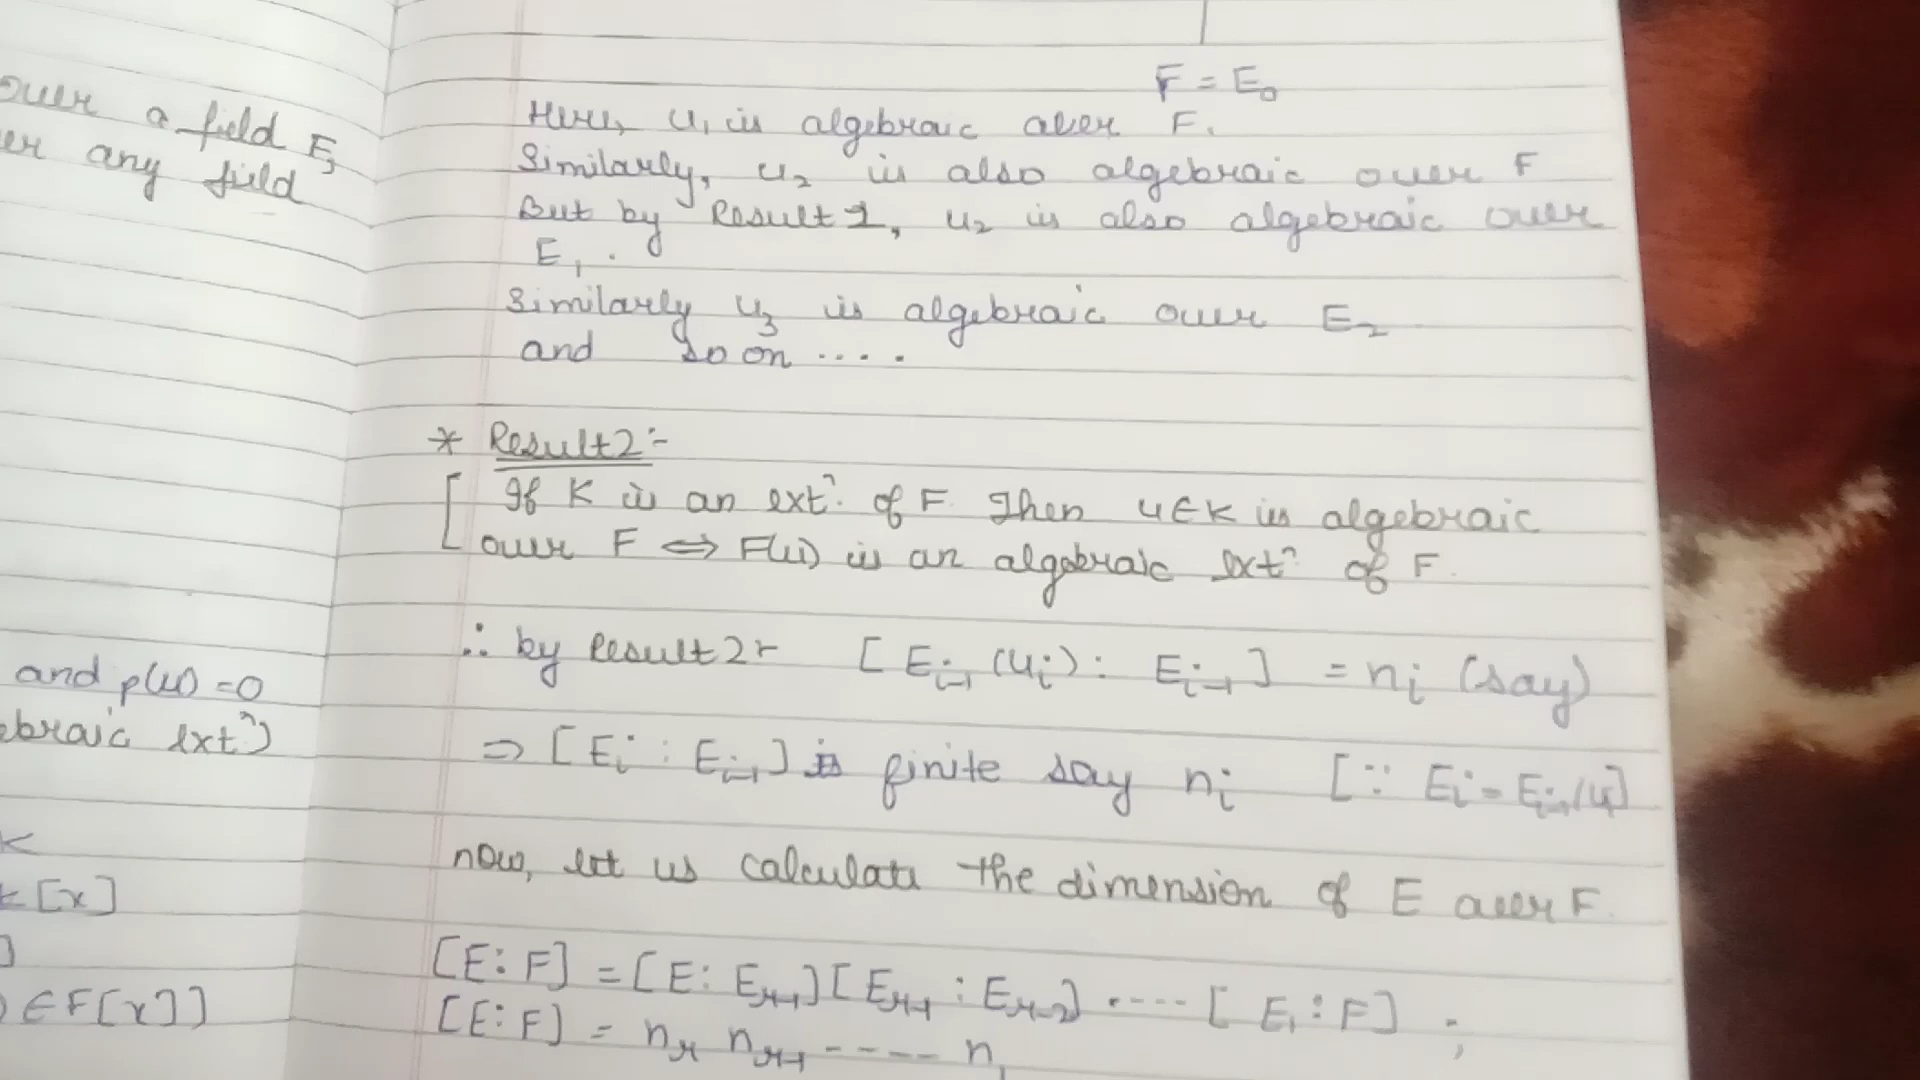 over a field E,
er any field
and p(u) = 0
ebraic extⁿ)
K
K[x]
]
) ∈ F[x]]
F = E₀
Here, u₁ is algebraic over F.
Similarly, u₂ is also algebraic over F
But by Result 1, u₂ is also algebraic over
E₁.
Similarly u₃ is algebraic over E₂
and so on ....
* Result 2 :-
[ If K is an extⁿ. of F. Then u∈K is algebraic
over F ⇔ F(u) is an algebraic extⁿ of F.
∴ by Result 2 :- [Eᵢ₋₁(uᵢ) : Eᵢ₋₁] = nᵢ (say)
⇒ [Eᵢ : Eᵢ₋₁] is finite say nᵢ [∵ Eᵢ = Eᵢ₋₁(uᵢ]
now, let us calculate the dimension of E over F.
[E : F] = [E : Eᵣ₋₁] [Eᵣ₋₁ : Eᵣ₋₂] ..... [E₁ : F] ;
[E : F] = nᵣ nᵣ₋₁ ----- n₁